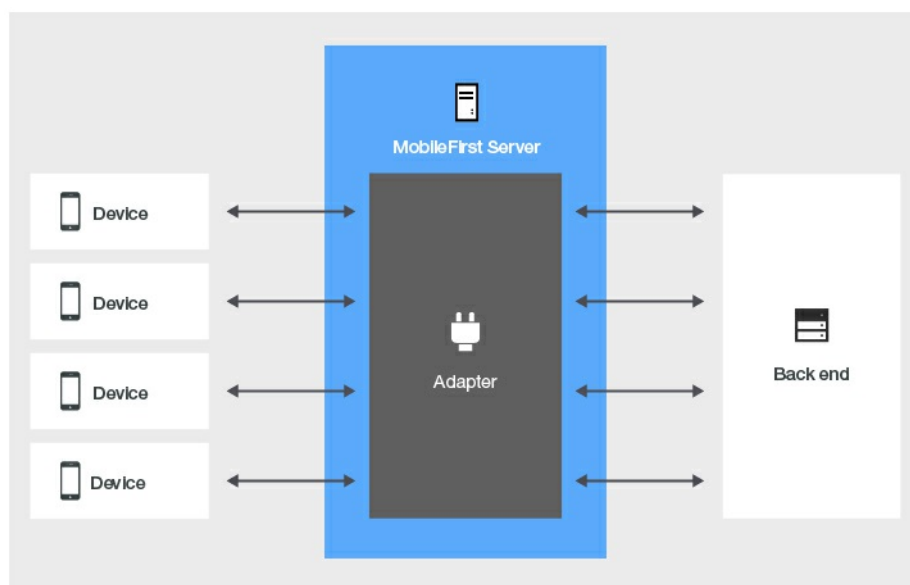 MobileFirst Server
Device
Device
Device
Device
Adapter
Back end